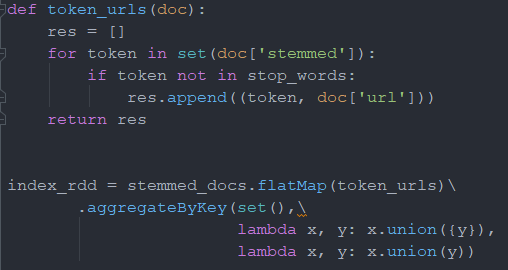 def token_urls(doc):
    res = []
    for token in set(doc['stemmed']):
        if token not in stop_words:
            res.append((token, doc['url']))
    return res
index_rdd = stemmed_docs.flatMap(token_urls)\
       .aggregateByKey(set(),\
                       lambda x, y: x.union({y}),
                       lambda x, y: x.union(y))